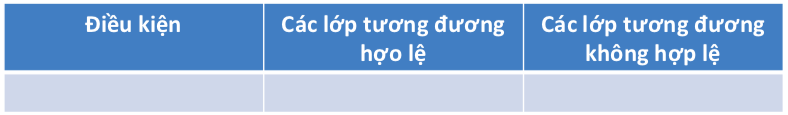 Điều kiện
Các lớp tương đương
hợo lệ
Các lớp tương đương
không hợp lệ